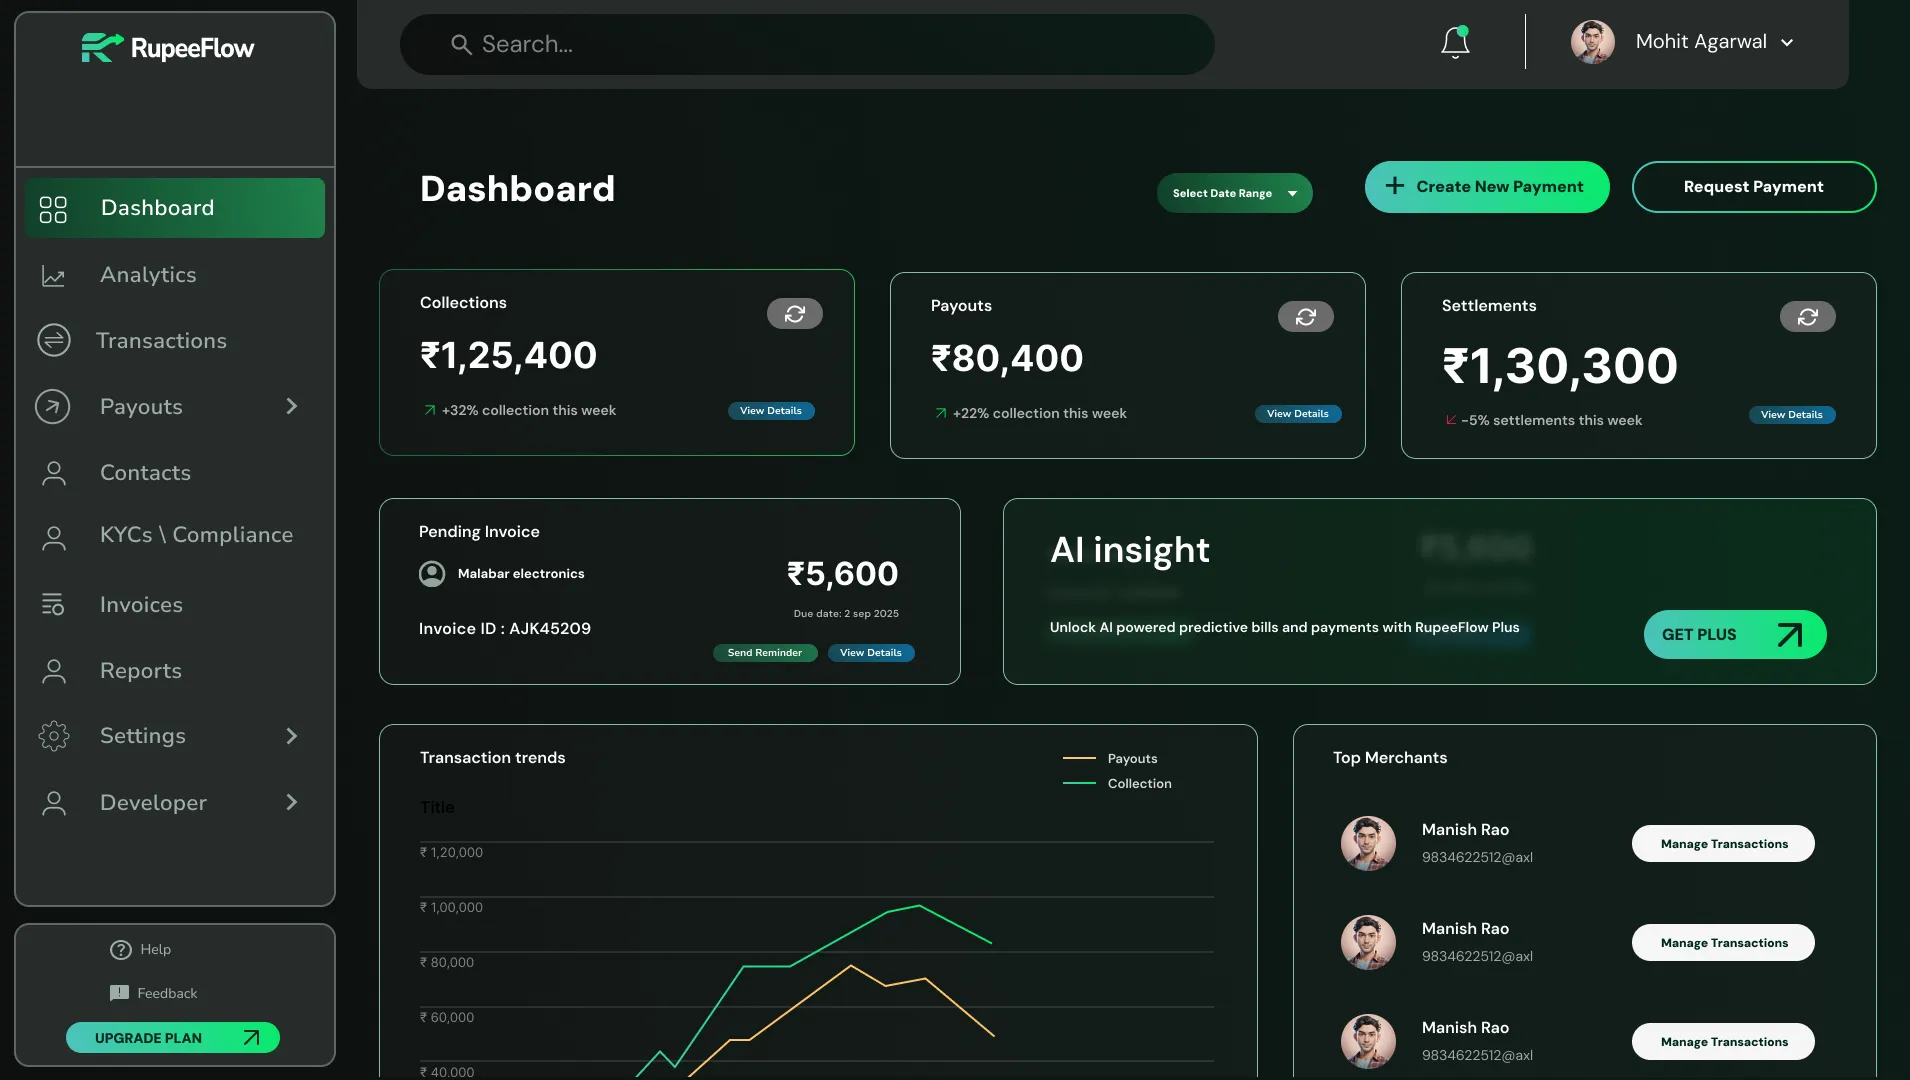 RupeeFlow
Search...
Mohit Agarwal
Dashboard
Analytics
Transactions
Payouts
Contacts
KYCs \ Compliance
Invoices
Reports
Settings
Developer
Help
Feedback
UPGRADE PLAN
Dashboard
Select Date Range
Create New Payment
Request Payment
Collections
₹1,25,400
+32% collection this week
View Details
Payouts
₹80,400
+22% collection this week
View Details
Settlements
₹1,30,300
-5% settlements this week
View Details
Pending Invoice
Malabar electronics
₹5,600
Due date: 2 sep 2025
Invoice ID : AJK45209
Send Reminder
View Details
AI insight
₹5,600
Unlock AI powered predictive bills and payments with RupeeFlow Plus
GET PLUS
Transaction trends
Payouts
Collection
Title
₹ 1,20,000
₹ 1,00,000
₹ 80,000
₹ 60,000
₹ 40,000
Top Merchants
Manish Rao
9834622512@axl
Manage Transactions
Manish Rao
9834622512@axl
Manage Transactions
Manish Rao
9834622512@axl
Manage Transactions